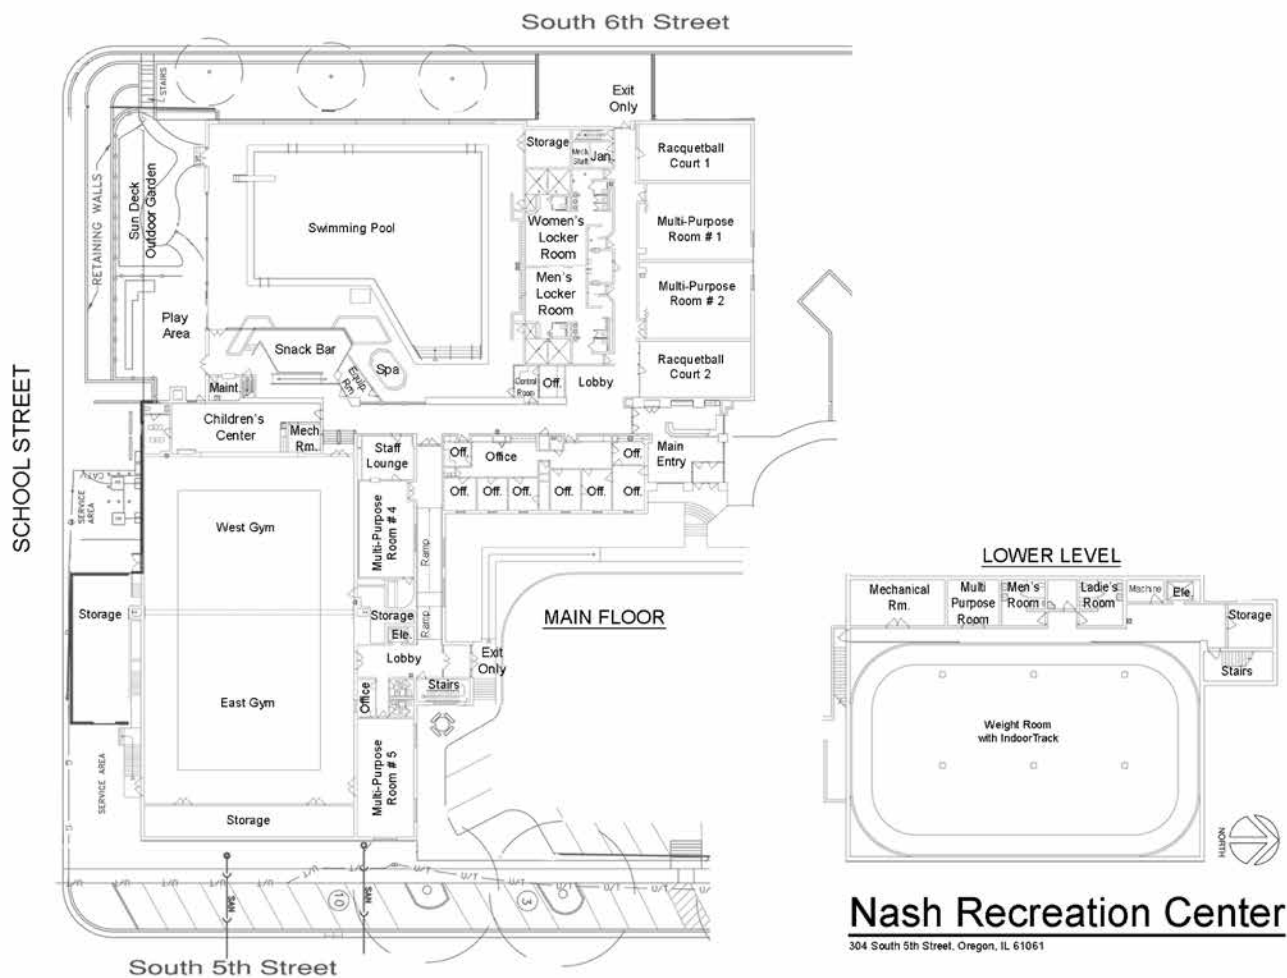 South 6th Street
STAIRS
Exit
Only
Storage
Mech.
Jan.
Racquetball
Court 1
RETAINING WALLS
Sun Deck
Outdoor Garden
Swimming Pool
Women's
Locker
Room
Multi-Purpose
Room # 1
Men's
Locker
Room
Multi-Purpose
Room # 2
Play
Area
Snack Bar
Equip.
Rm.
Spa
Racquetball
Court 2
Maint.
Control
Room
Off.
Lobby
SCHOOL STREET
Children's
Center
Mech.
Rm.
Staff
Lounge
Off.
Office
Off.
Main
Entry
Off.
Off.
Off.
Off.
Off.
Off.
CATV
SERVICE
AREA
West Gym
Multi-Purpose
Room # 4
Ramp
Storage
Storage
Ramp
Ele.
MAIN FLOOR
Lobby
Exit
Only
Office
Stairs
East Gym
SERVICE AREA
Multi-Purpose
Room # 5
Storage
LOWER LEVEL
Mechanical
Rm.
Multi
Purpose
Room
Men's
Room
Ladie's
Room
Machine
Ele.
Storage
Stairs
Weight Room
with Indoor Track
NORTH
U/T
U/T
U/T
U/T
U/T
U/T
U/T
SAN
SAN
10
3
South 5th Street
Nash Recreation Center
304 South 5th Street, Oregon, IL 61061